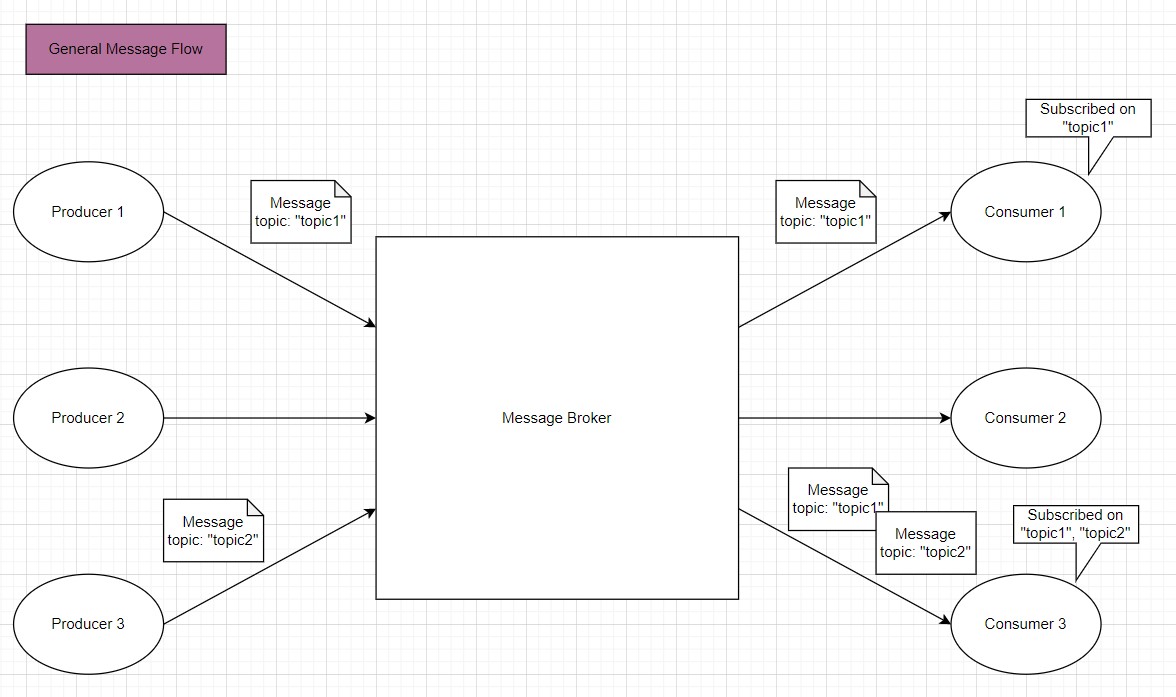 General Message Flow
Subscribed on
"topic1"
Producer 1
Message
topic: "topic1"
Message
topic: "topic1"
Consumer 1
Producer 2
Message Broker
Consumer 2
Message
topic: "topic2"
Message
topic: "topic1"
Message
topic: "topic2"
Subscribed on
"topic1", "topic2"
Producer 3
Consumer 3